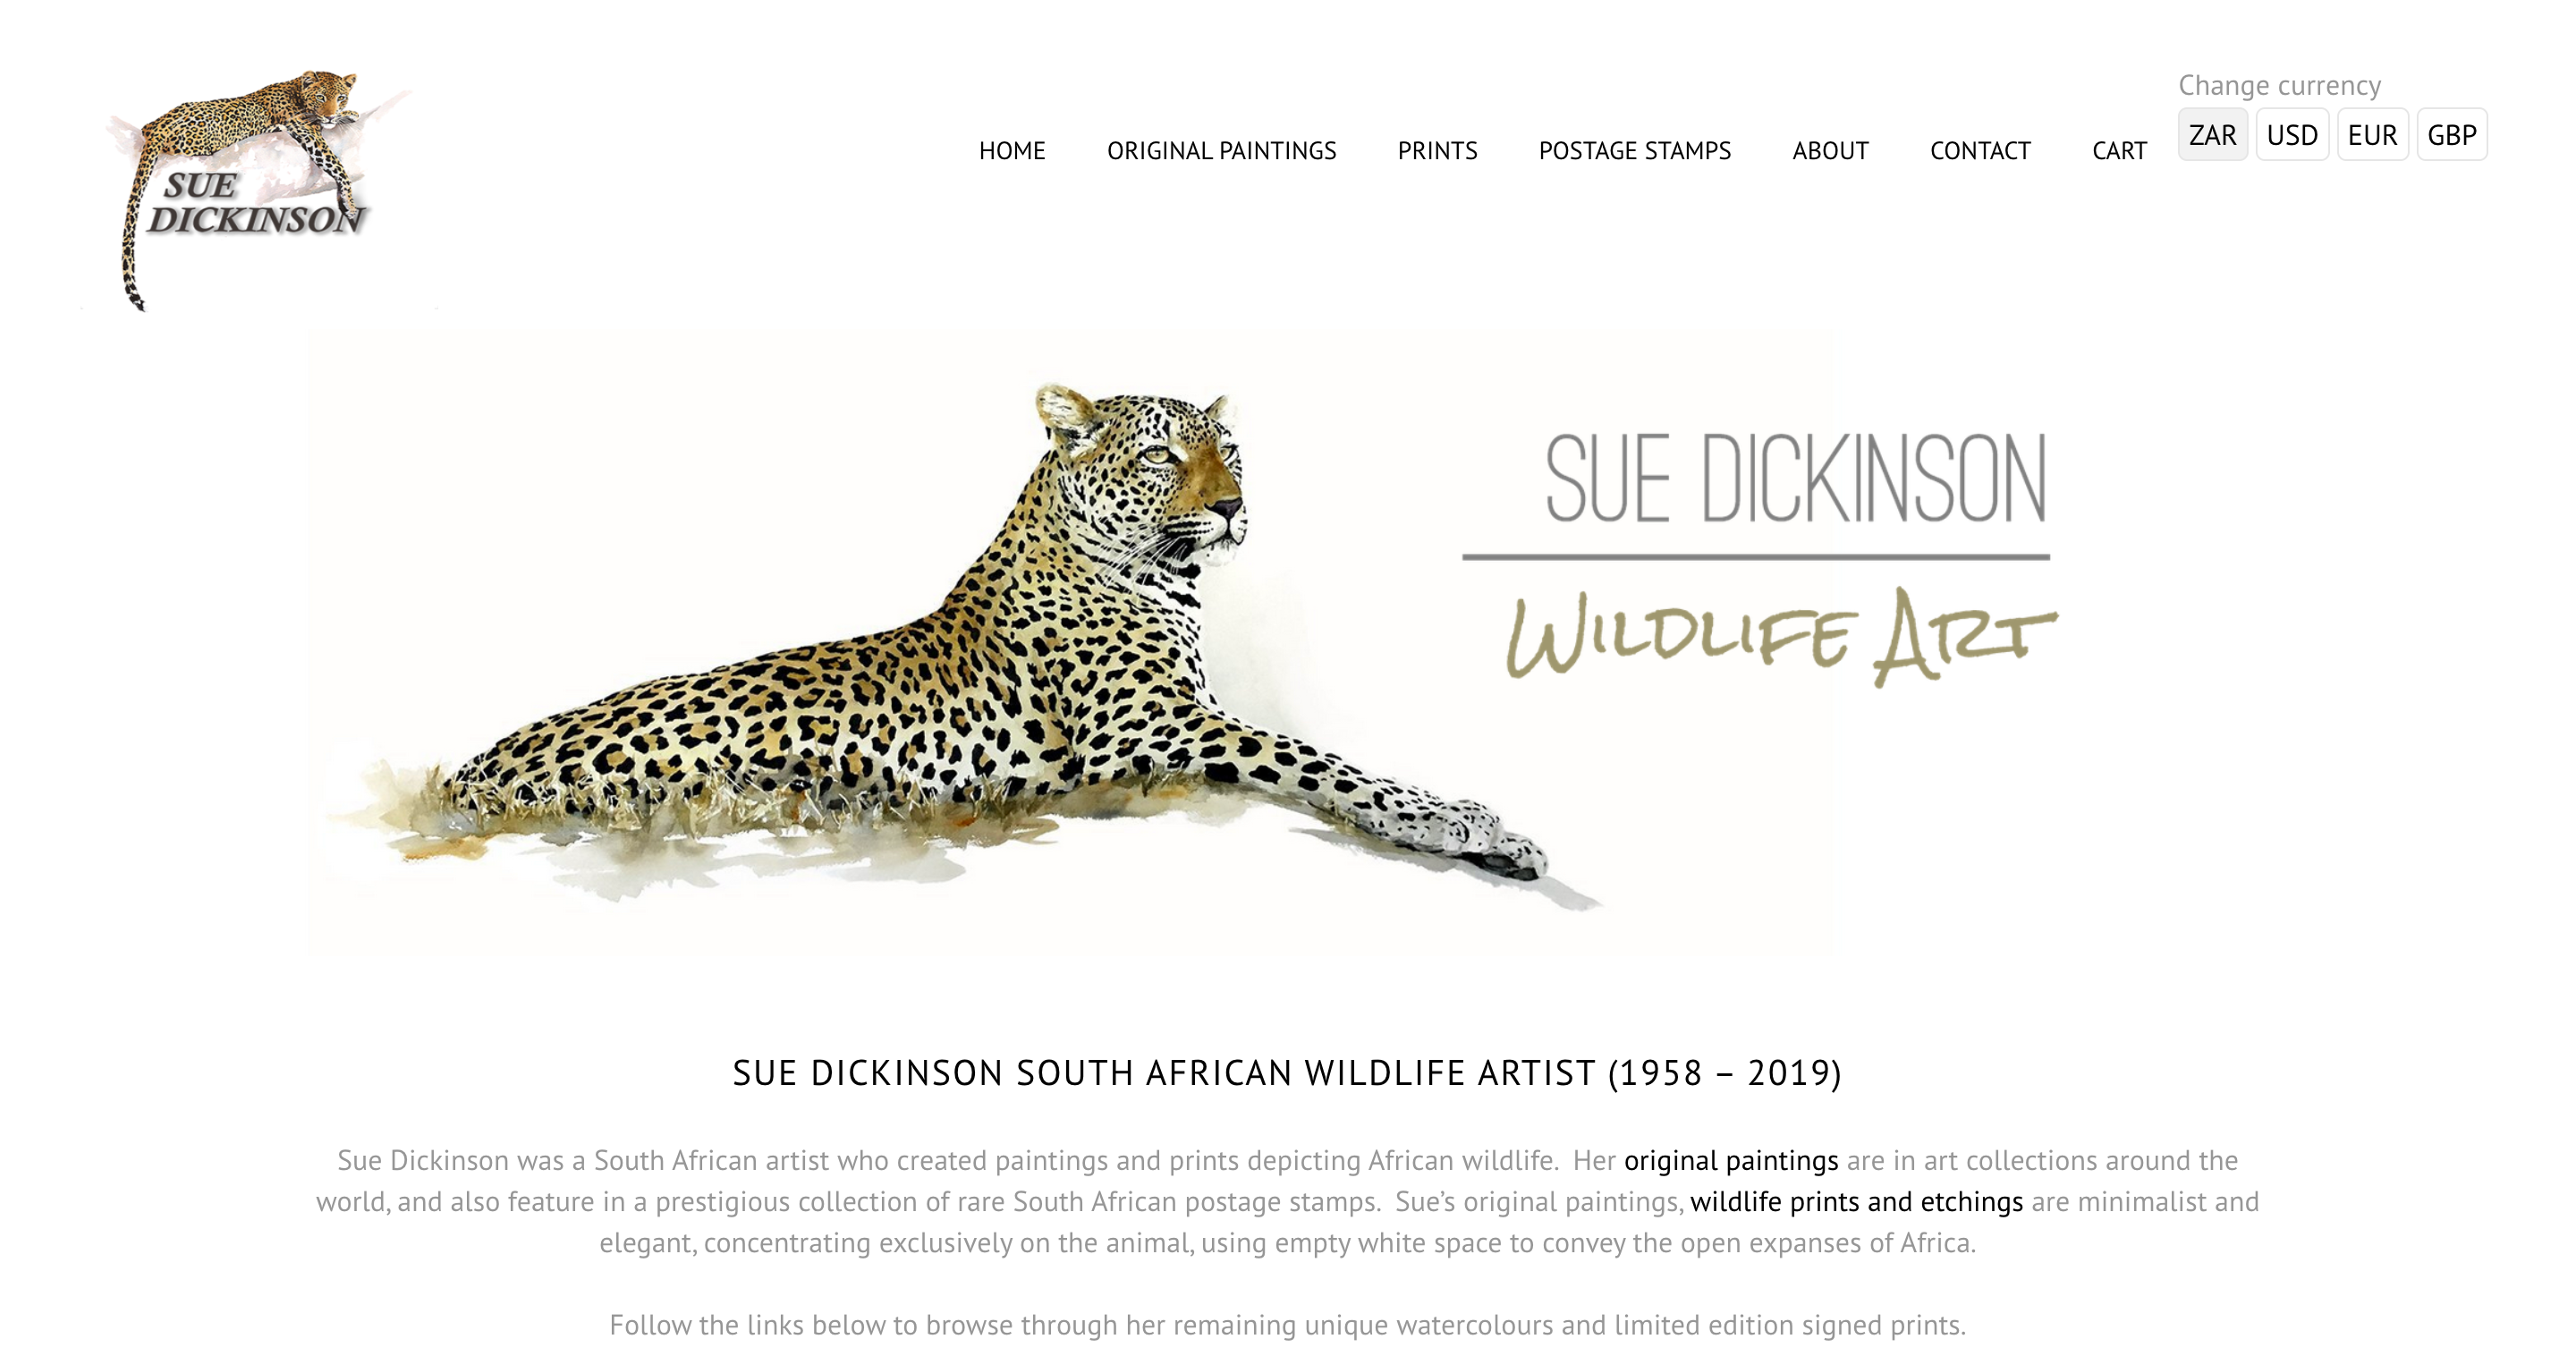 SUE
DICKINSON
HOME ORIGINAL PAINTINGS PRINTS POSTAGE STAMPS ABOUT CONTACT CART
Change currency
ZAR USD EUR GBP
SUE DICKINSON
WILDLIFE ART
SUE DICKINSON SOUTH AFRICAN WILDLIFE ARTIST (1958 – 2019)
Sue Dickinson was a South African artist who created paintings and prints depicting African wildlife. Her original paintings are in art collections around the
world, and also feature in a prestigious collection of rare South African postage stamps. Sue’s original paintings, wildlife prints and etchings are minimalist and
elegant, concentrating exclusively on the animal, using empty white space to convey the open expanses of Africa.
Follow the links below to browse through her remaining unique watercolours and limited edition signed prints.